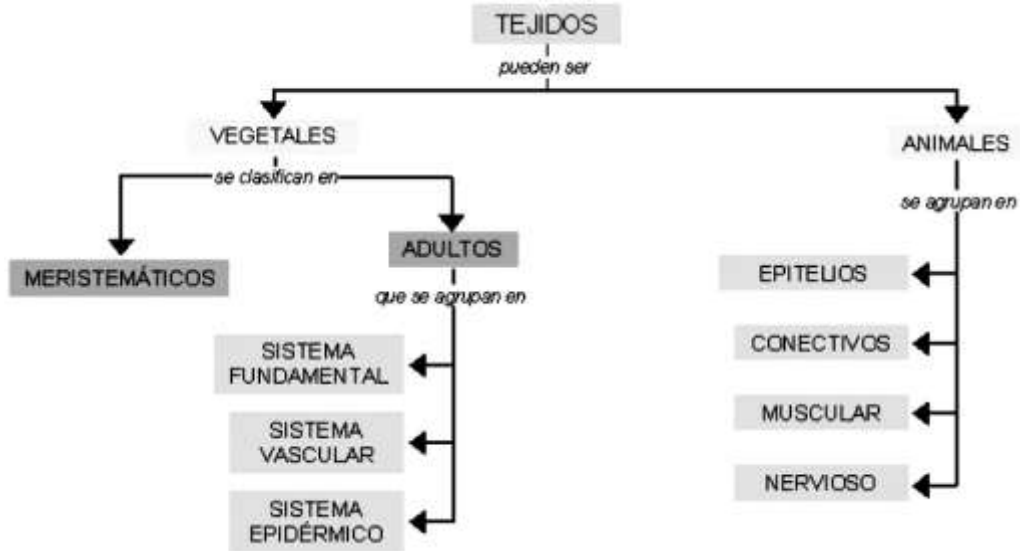 TEJIDOS
pueden ser
VEGETALES
se clasifican en
MERISTEMÁTICOS
ADULTOS
que se agrupan en
SISTEMA
FUNDAMENTAL
SISTEMA
VASCULAR
SISTEMA
EPIDÉRMICO
ANIMALES
se agrupan en
EPITELIOS
CONECTIVOS
MUSCULAR
NERVIOSO